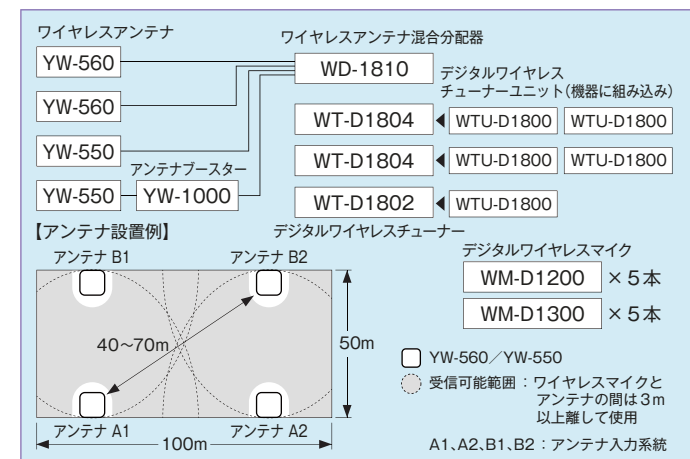 ワイヤレスアンテナ
ワイヤレスアンテナ混合分配器
YW-560
WD-1810
YW-560
デジタルワイヤレス
チューナーユニット(機器に組み込み)
WT-D1804
WTU-D1800
WTU-D1800
YW-550
アンテナブースター
WT-D1804
WTU-D1800
WTU-D1800
YW-550
YW-1000
WT-D1802
WTU-D1800
デジタルワイヤレスチューナー
【アンテナ設置例】
アンテナ B1
アンテナ B2
40〜70m
50m
アンテナ A1
アンテナ A2
100m
デジタルワイヤレスマイク
WM-D1200 ×5本
WM-D1300 ×5本
YW-560／YW-550
受信可能範囲：ワイヤレスマイクと
アンテナの間は3m
以上離して使用
A1、A2、B1、B2：アンテナ入力系統